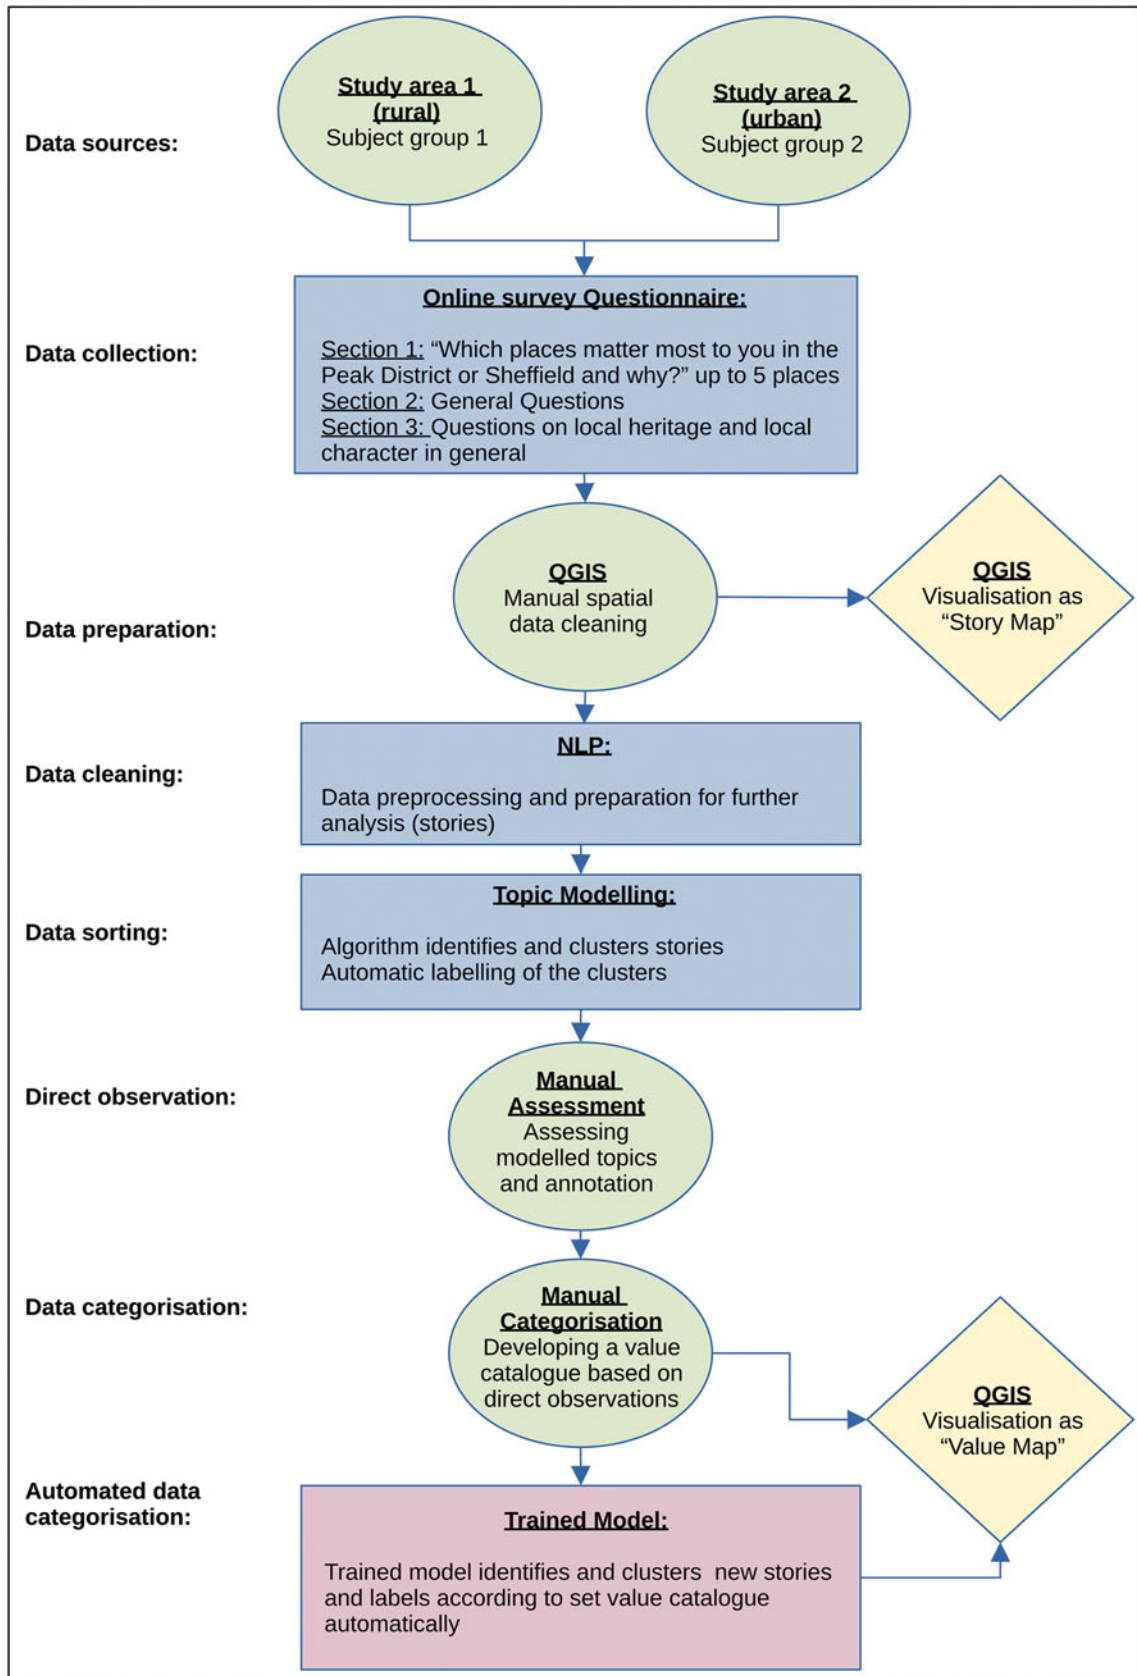 Data sources:
Study area 1
(rural)
Subject group 1
Study area 2
(urban)
Subject group 2
Data collection:
Online survey Questionnaire:
Section 1: “Which places matter most to you in the
Peak District or Sheffield and why?” up to 5 places
Section 2: General Questions
Section 3: Questions on local heritage and local
character in general
Data preparation:
QGIS
Manual spatial
data cleaning
QGIS
Visualisation as
“Story Map”
Data cleaning:
NLP:
Data preprocessing and preparation for further
analysis (stories)
Data sorting:
Topic Modelling:
Algorithm identifies and clusters stories
Automatic labelling of the clusters
Direct observation:
Manual
Assessment
Assessing
modelled topics
and annotation
Data categorisation:
Manual
Categorisation
Developing a value
catalogue based on
direct observations
QGIS
Visualisation as
“Value Map”
Automated data
categorisation:
Trained Model:
Trained model identifies and clusters  new stories
and labels according to set value catalogue
automatically